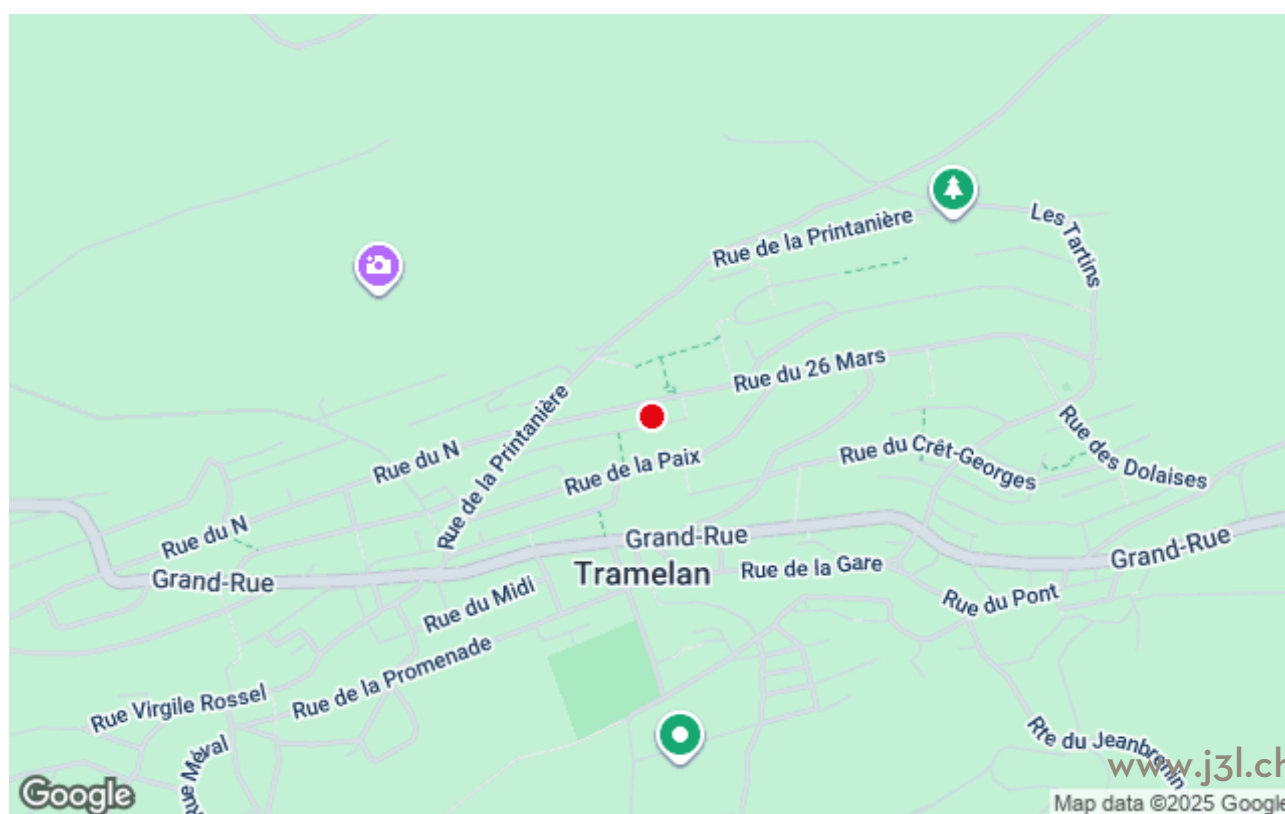 Les Tartins
Rue de la Printanière
Rue du 26 Mars
Rue de la Printanière
Rue du N
Rue de la Paix
Rue du Crêt-Georges
Rue des Dolaises
Rue du N
Grand-Rue
Grand-Rue
Grand-Rue
Tramelan
Rue de la Gare
Rue du Midi
Rue du Pont
Rue de la Promenade
Rue Virgile Rossel
Rue Méval
Rte du Jeanbrenin
www.j3l.ch
Google
Map data ©2025 Google